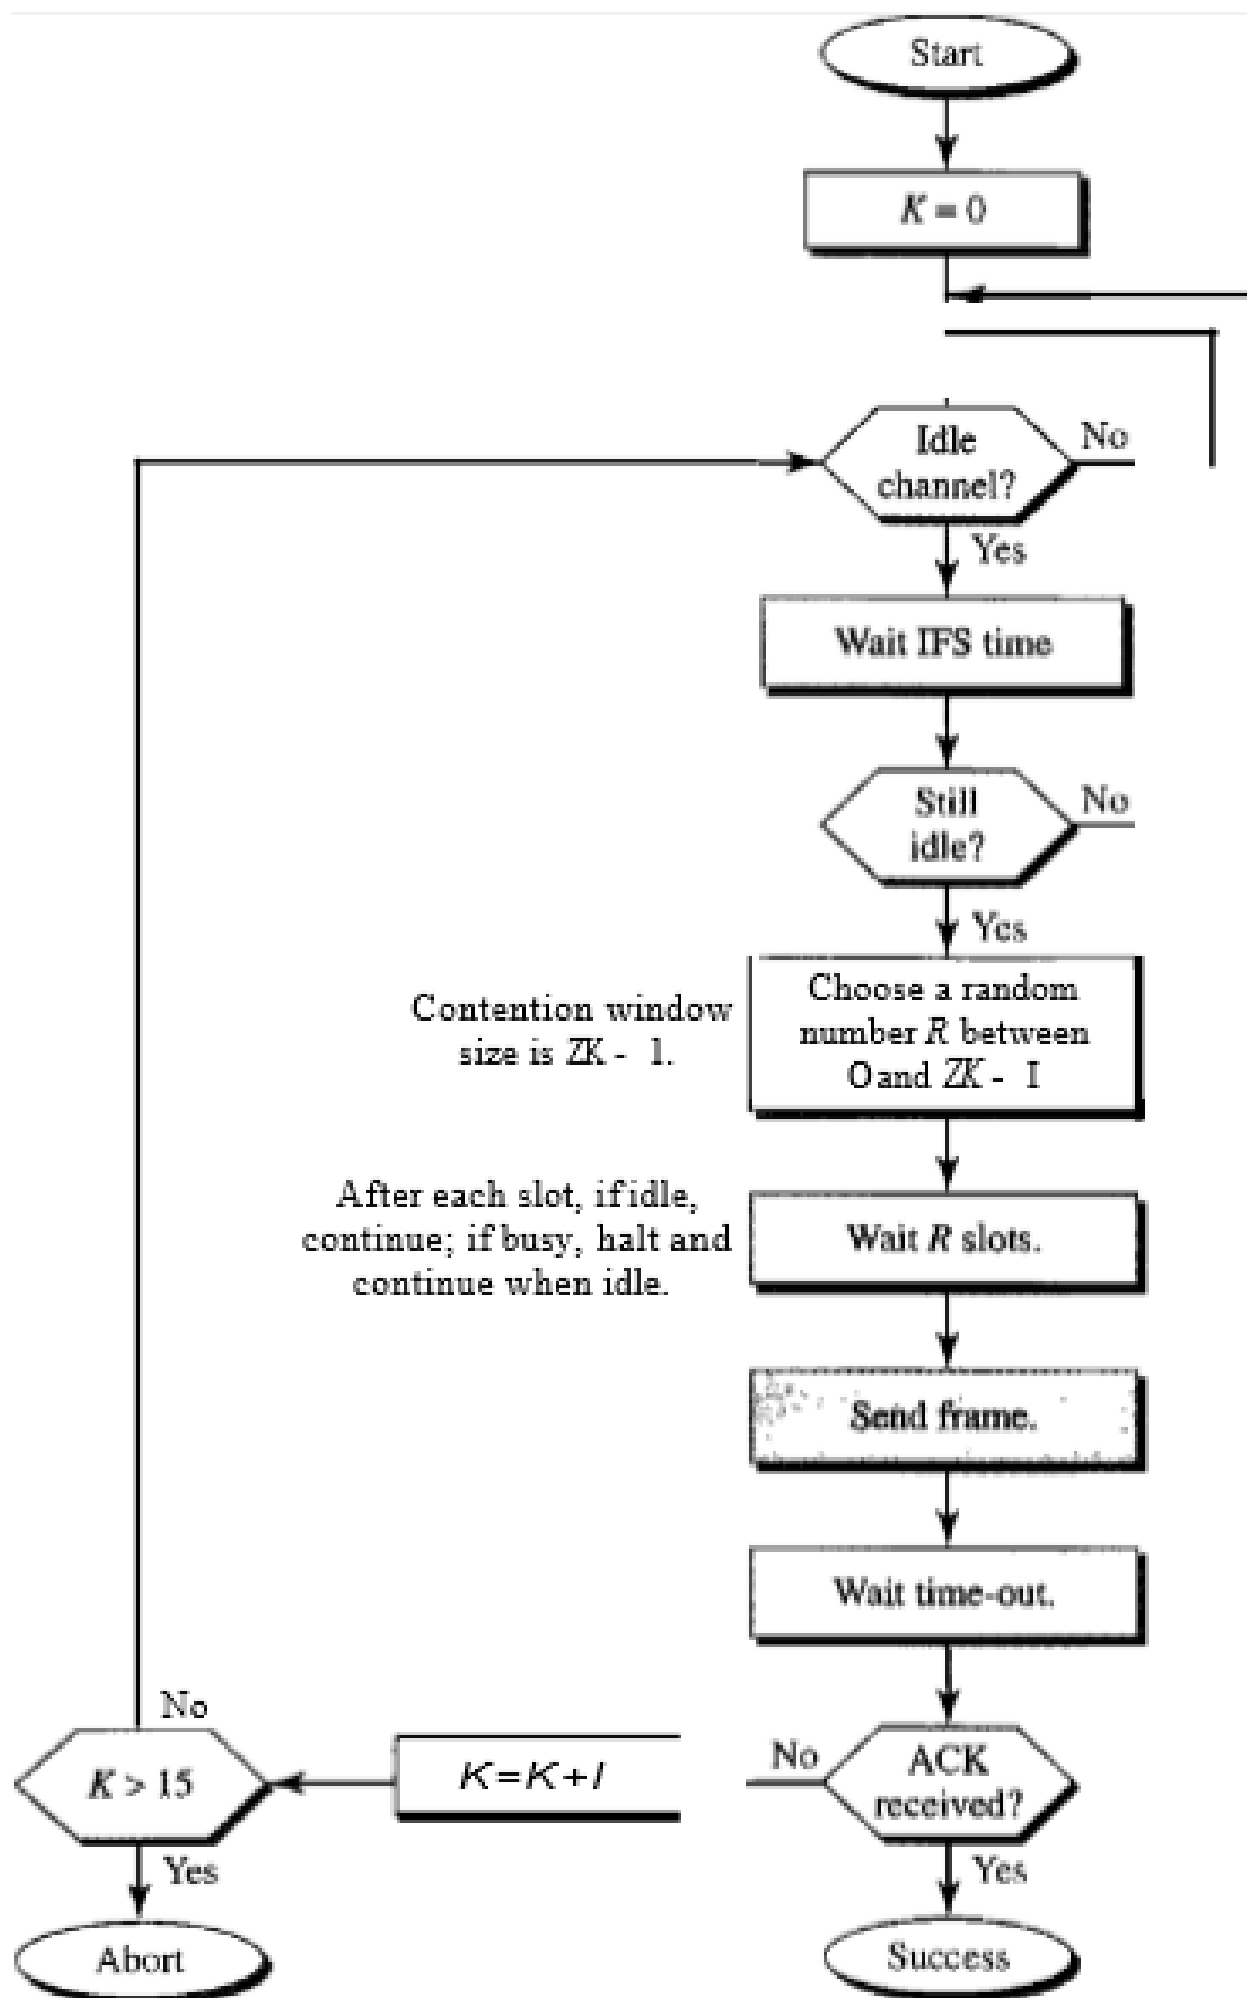 Start
K = 0
Idle
channel?
No
Yes
Wait IFS time
Still
idle?
No
Yes
Contention window
size is ZK - 1.
Choose a random
number R between
O and ZK - I
After each slot, if idle,
continue; if busy, halt and
continue when idle.
Wait R slots.
Send frame.
Wait time-out.
No
K > 15
K=K+I
No
ACK
received?
Yes
Yes
Abort
Success